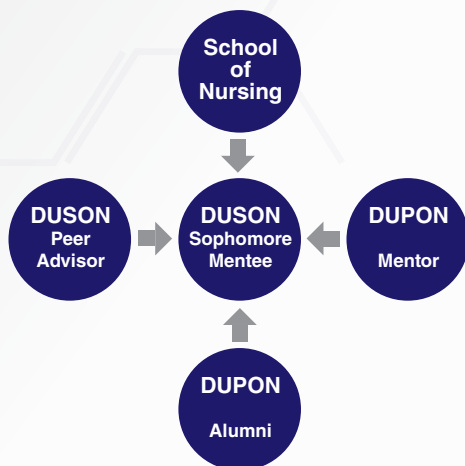 School
of
Nursing
DUSON
Peer
Advisor
DUSON
Sophomore
Mentee
DUPON
Mentor
DUPON
Alumni